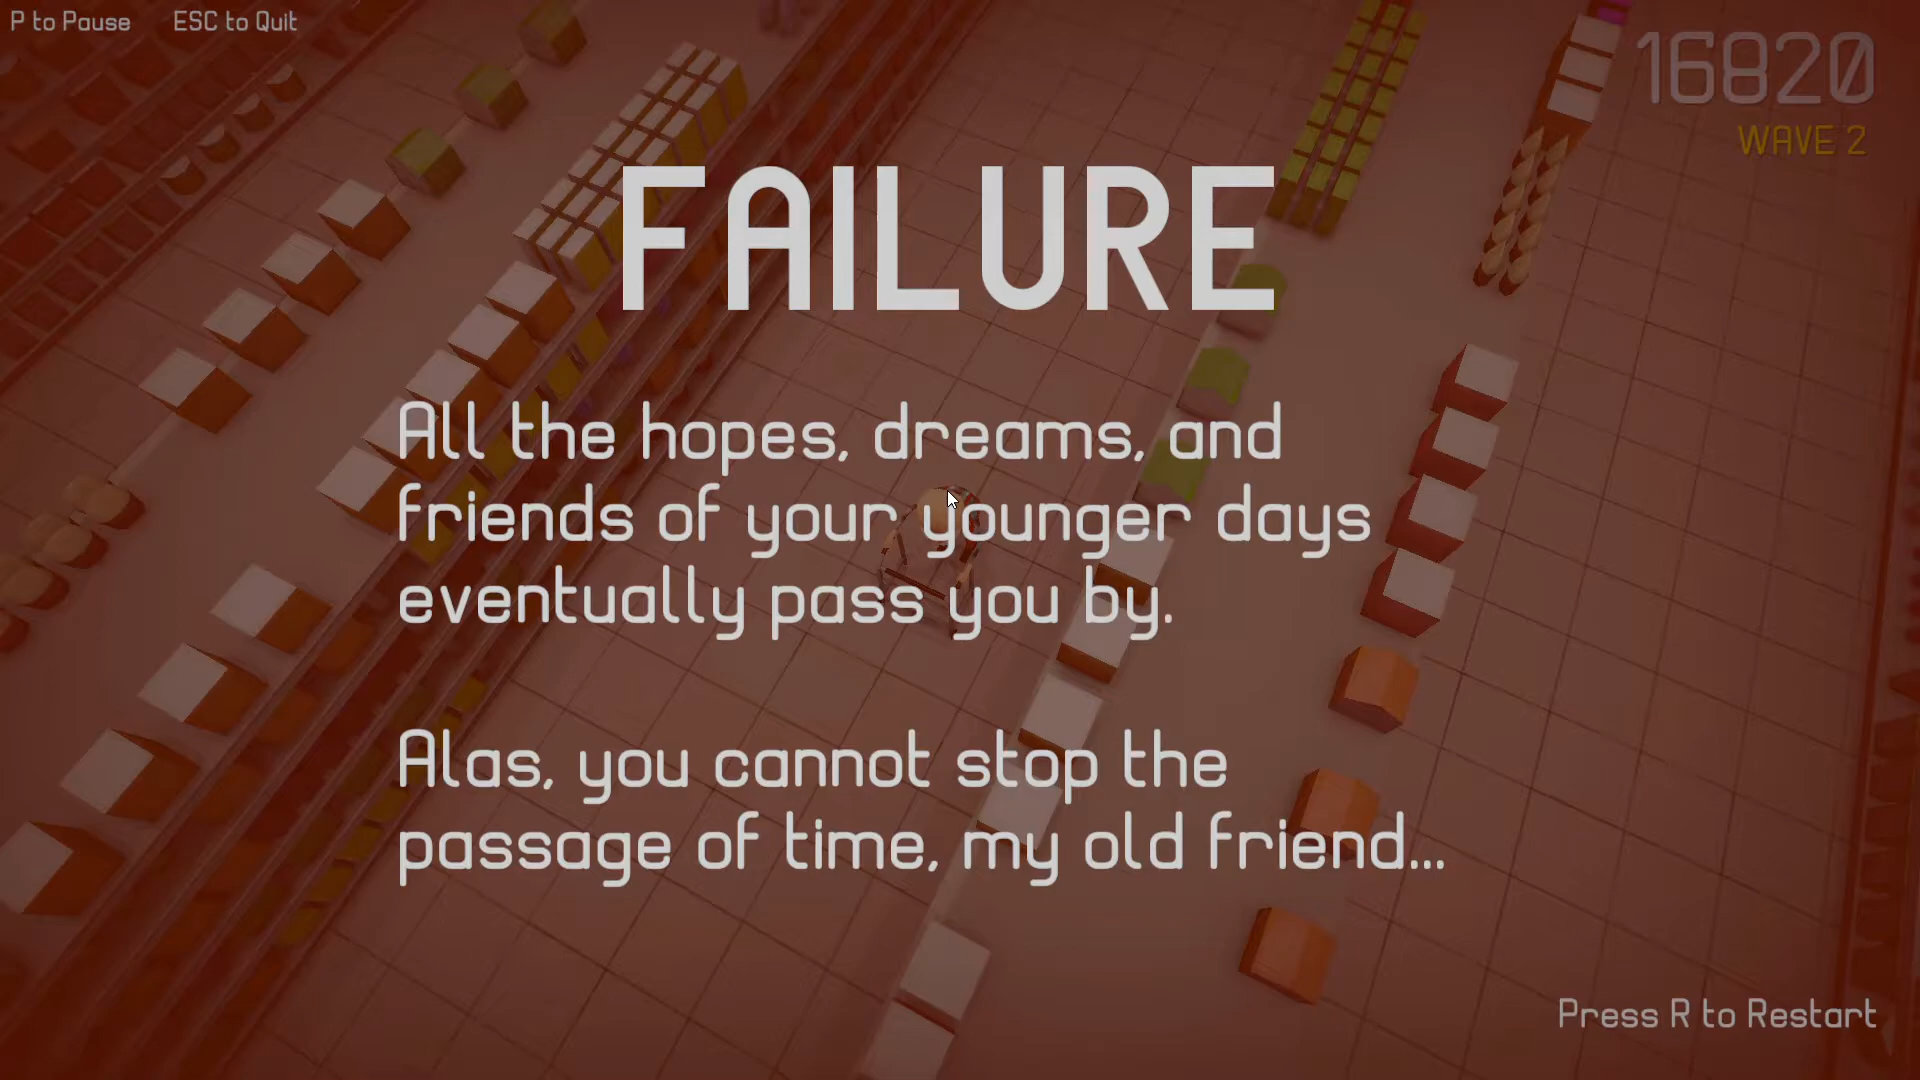 P to Pause ESC to Quit
16820
WAVE 2
FAILURE
All the hopes, dreams, and
friends of your younger days
eventually pass you by.
Alas, you cannot stop the
passage of time, my old friend...
Press R to Restart